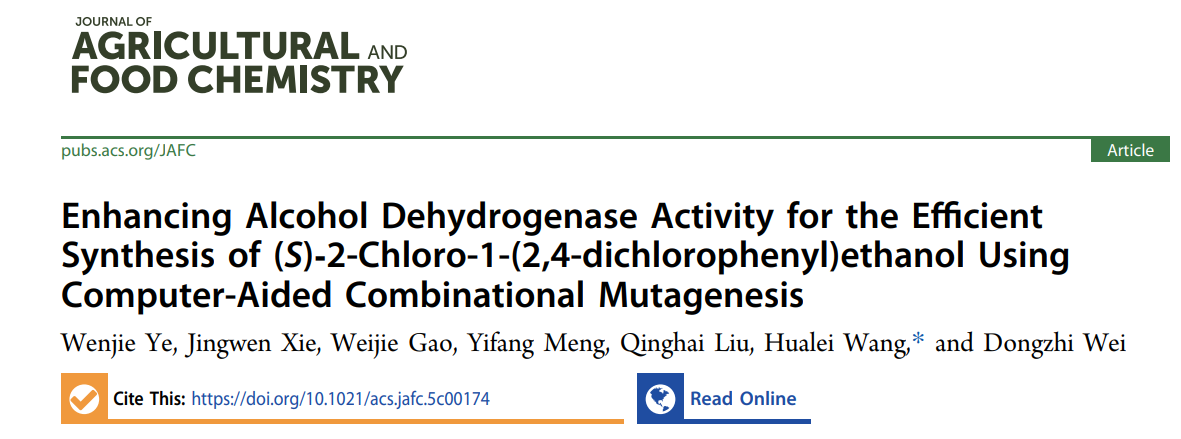 JOURNAL OF
AGRICULTURAL AND
FOOD CHEMISTRY
pubs.acs.org/JAFC
Article
Enhancing Alcohol Dehydrogenase Activity for the Efficient
Synthesis of (S)-2-Chloro-1-(2,4-dichlorophenyl)ethanol Using
Computer-Aided Combinational Mutagenesis
Wenjie Ye, Jingwen Xie, Weijie Gao, Yifang Meng, Qinghai Liu, Hualei Wang,* and Dongzhi Wei
Cite This: https://doi.org/10.1021/acs.jafc.5c00174
Read Online